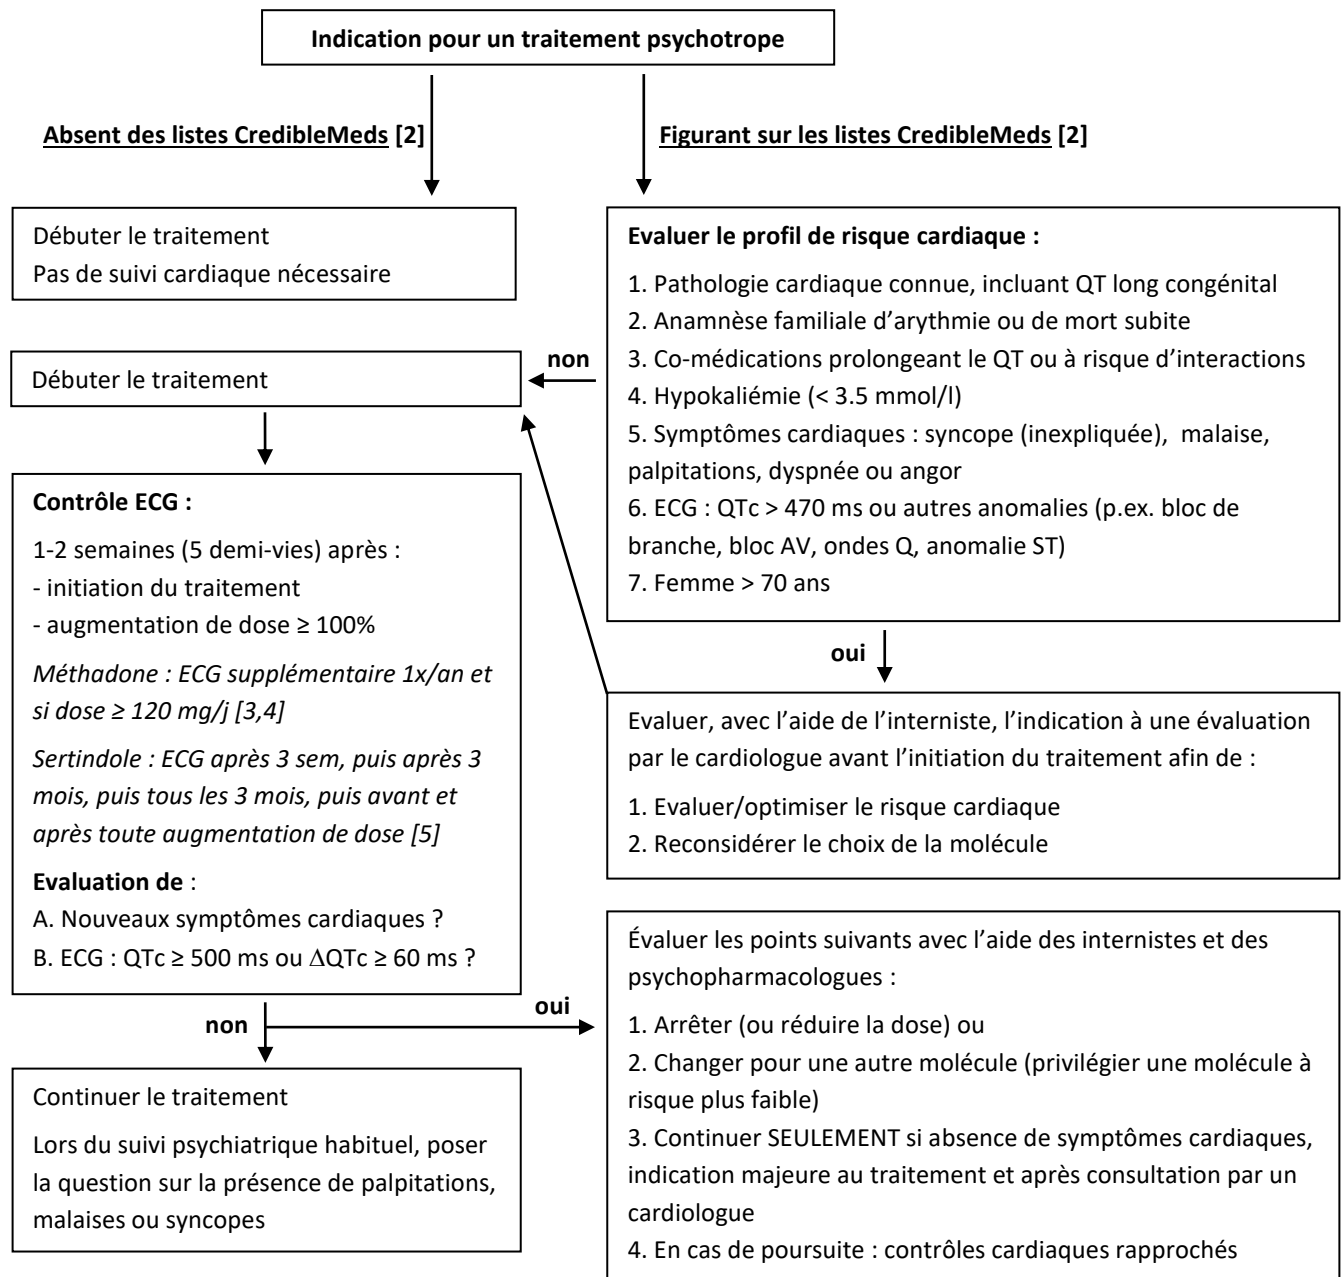 Indication pour un traitement psychotrope
Absent des listes CredibleMeds [2]
Figurant sur les listes CredibleMeds [2]
Débuter le traitement
Pas de suivi cardiaque nécessaire
Evaluer le profil de risque cardiaque :
1. Pathologie cardiaque connue, incluant QT long congénital
2. Anamnèse familiale d’arythmie ou de mort subite
3. Co-médications prolongeant le QT ou à risque d’interactions
4. Hypokaliémie (< 3.5 mmol/l)
5. Symptômes cardiaques : syncope (inexpliquée), malaise,
palpitations, dyspnée ou angor
6. ECG : QTc > 470 ms ou autres anomalies (p.ex. bloc de
branche, bloc AV, ondes Q, anomalie ST)
7. Femme > 70 ans
non
Débuter le traitement
oui
Evaluer, avec l’aide de l’interniste, l’indication à une évaluation
par le cardiologue avant l’initiation du traitement afin de :
1. Evaluer/optimiser le risque cardiaque
2. Reconsidérer le choix de la molécule
Contrôle ECG :
1-2 semaines (5 demi-vies) après :
- initiation du traitement
- augmentation de dose ≥ 100%
Méthadone : ECG supplémentaire 1x/an et
si dose ≥ 120 mg/j [3,4]
Sertindole : ECG après 3 sem, puis après 3
mois, puis tous les 3 mois, puis avant et
après toute augmentation de dose [5]
Evaluation de :
A. Nouveaux symptômes cardiaques ?
B. ECG : QTc ≥ 500 ms ou ∆QTc ≥ 60 ms ?
non
oui
Continuer le traitement
Lors du suivi psychiatrique habituel, poser
la question sur la présence de palpitations,
malaises ou syncopes
Évaluer les points suivants avec l’aide des internistes et des
psychopharmacologues :
1. Arrêter (ou réduire la dose) ou
2. Changer pour une autre molécule (privilégier une molécule à
risque plus faible)
3. Continuer SEULEMENT si absence de symptômes cardiaques,
indication majeure au traitement et après consultation par un
cardiologue
4. En cas de poursuite : contrôles cardiaques rapprochés